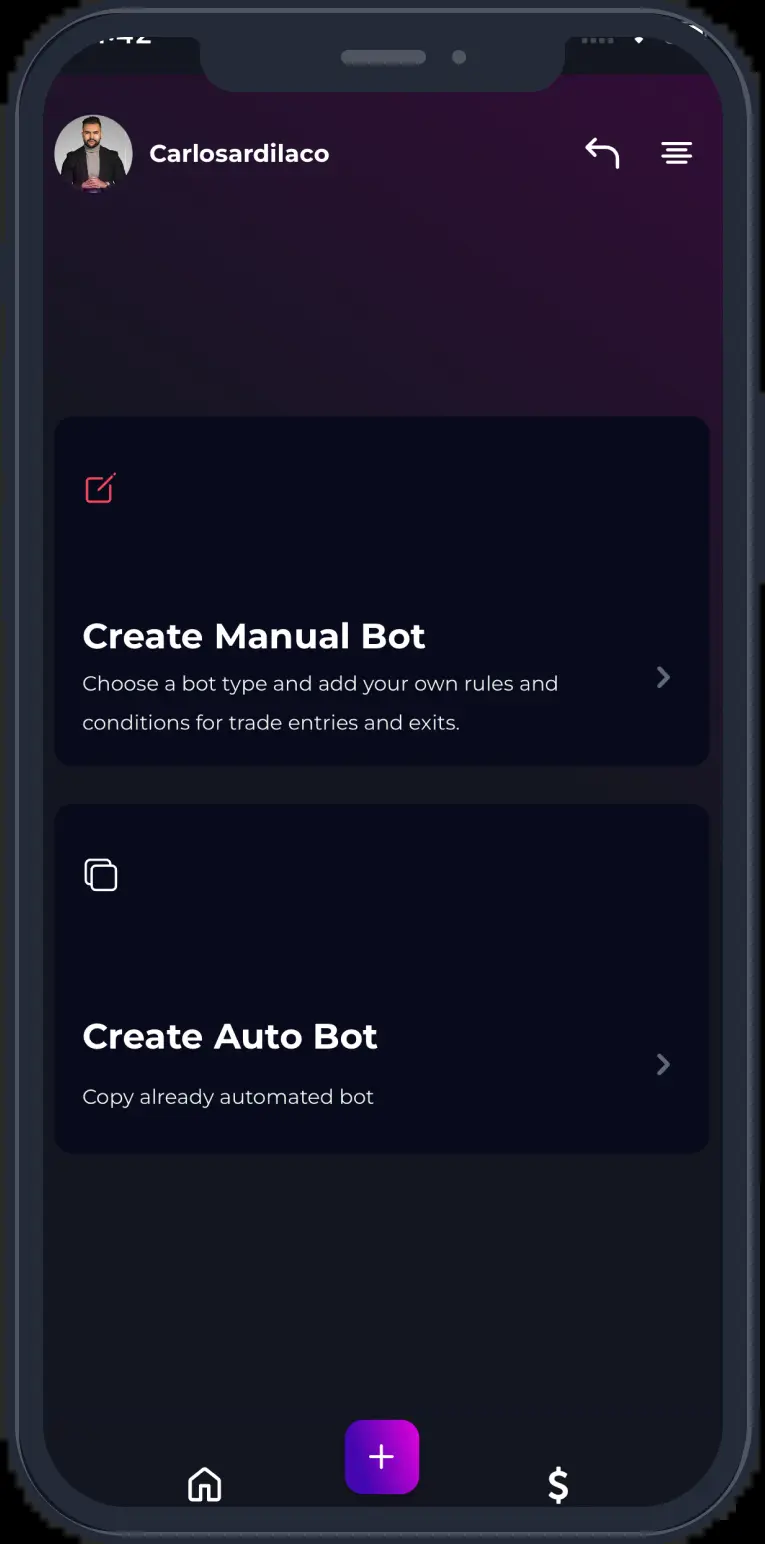 Carlosardilaco
Create Manual Bot
Choose a bot type and add your own rules and
conditions for trade entries and exits.
Create Auto Bot
Copy already automated bot
$